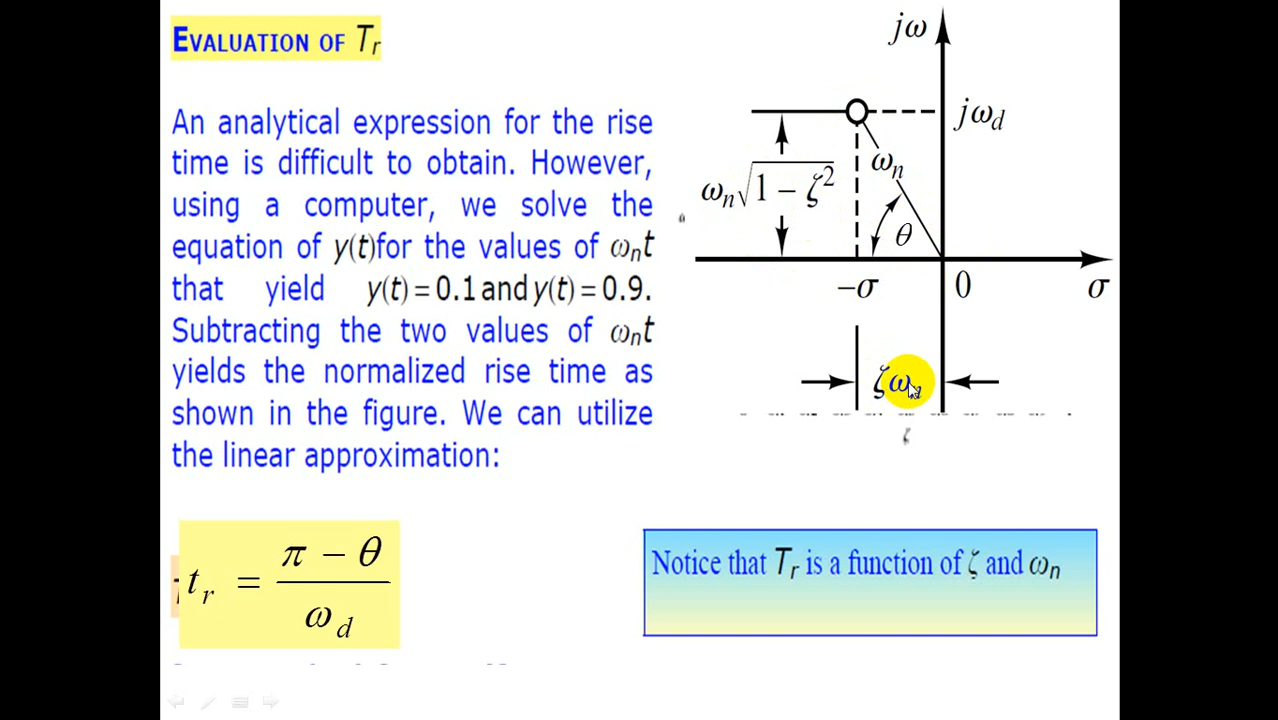 EVALUATION OF Tr
An analytical expression for the rise
time is difficult to obtain. However,
using a computer, we solve the
equation of y(t)for the values of ωnt
that yield y(t) = 0.1 and y(t) = 0.9.
Subtracting the two values of ωnt
yields the normalized rise time as
shown in the figure. We can utilize
the linear approximation:
tr = π − θ / ωd
jω
jωd
ωn
ωn√1 − ζ²
θ
−σ 0 σ
ζ
ζ
Notice that Tr is a function of ζ and ωn